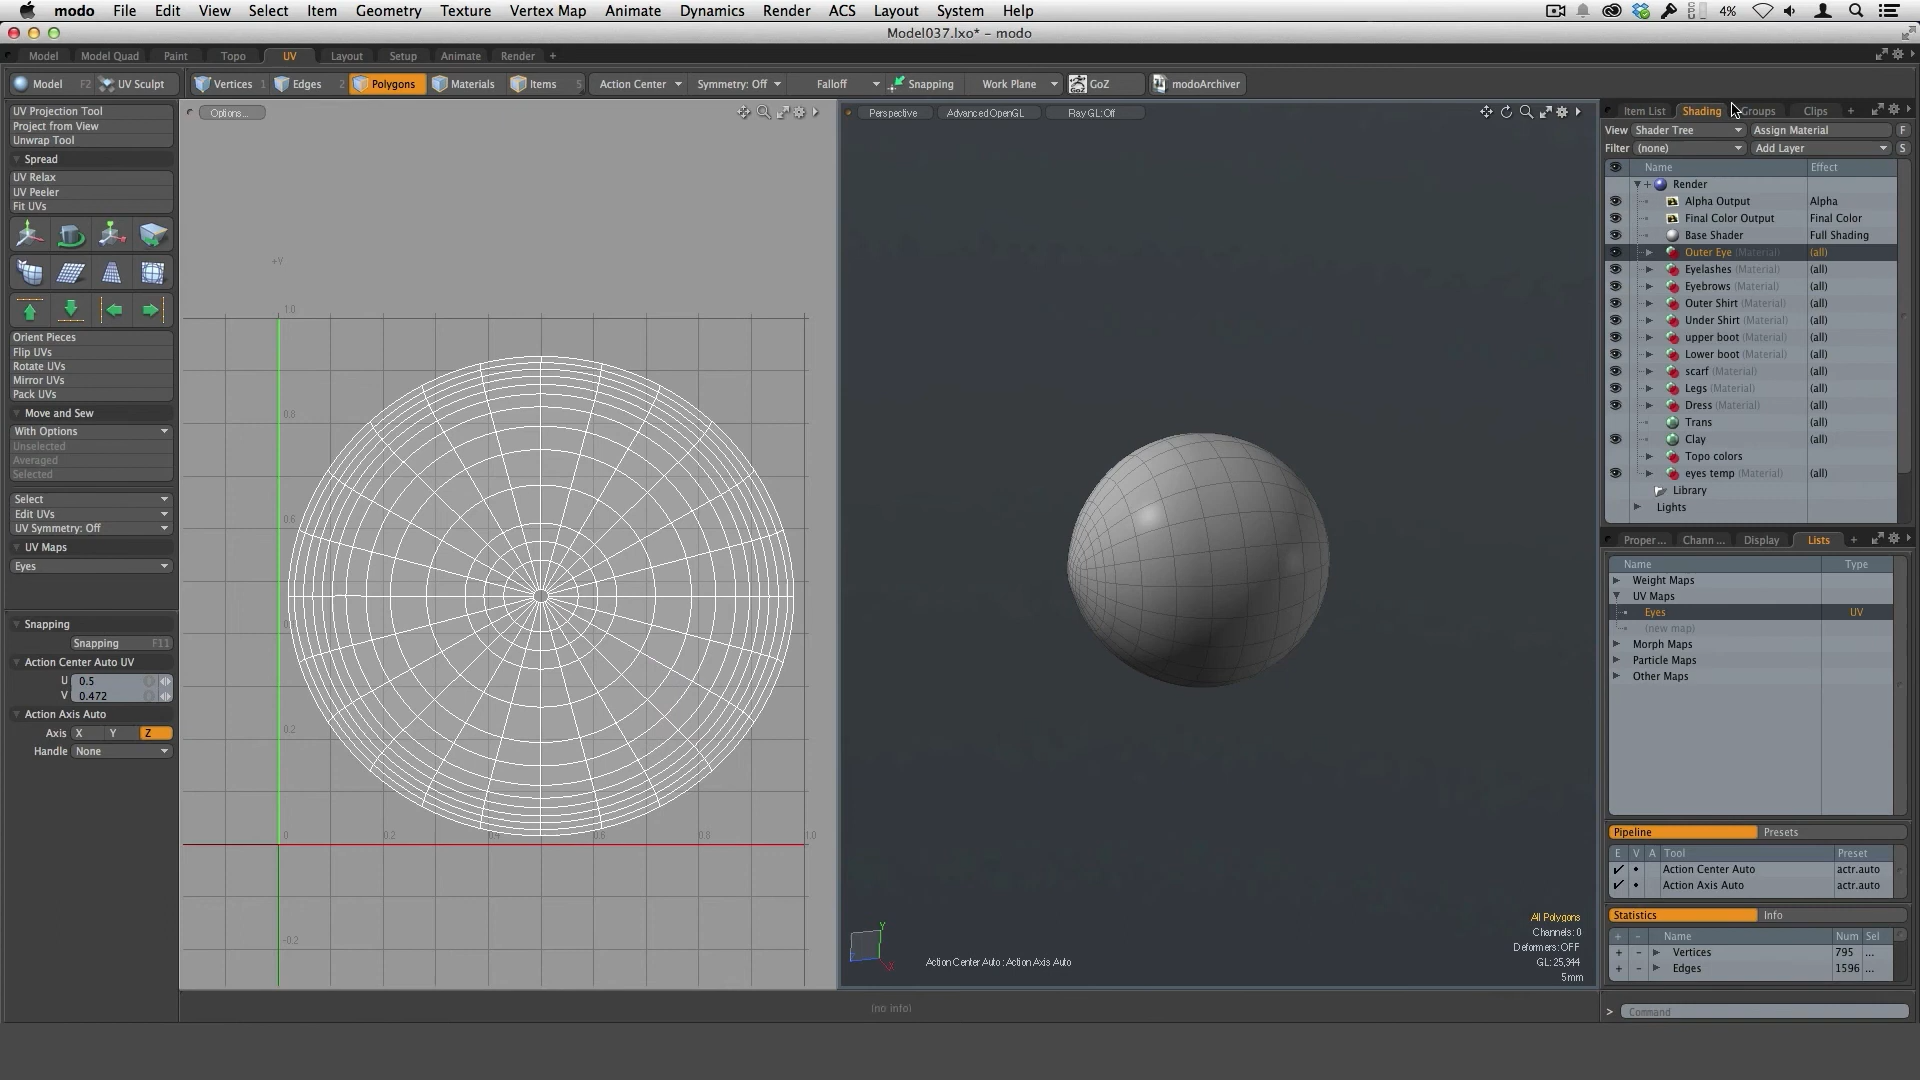 modo File Edit View Select Item Geometry Texture Vertex Map Animate Dynamics Render ACS Layout System Help 4%
Model037.lxo* - modo
Model Model Quad Paint Topo UV Layout Setup Animate Render +
Model F2 UV Sculpt Vertices 1 Edges 2 Polygons Materials Items 5 Action Center Symmetry: Off Falloff Snapping Work Plane GoZ modoArchiver
UV Projection Tool
Project from View
Unwrap Tool
Spread
UV Relax
UV Peeler
Fit UVs
Orient Pieces
Flip UVs
Rotate UVs
Mirror UVs
Pack UVs
Move and Sew
With Options
Unselected
Averaged
Selected
Select
Edit UVs
UV Symmetry: Off
UV Maps
Eyes
Snapping
Snapping F11
Action Center Auto UV
U 0.5
V 0.472
Action Axis Auto
Axis X Y Z
Handle None
Options...
+Y
1.0
0.8
0.6
0.2
0 0.2 0.6 0.8 1.0
-0.2
Perspective Advanced OpenGL Ray GL: Off
Y
X
Action Center Auto : Action Axis Auto
All Polygons
Channels: 0
Deformers: OFF
GL: 25,344
5mm
(no info)
Item List Shading Groups Clips +
View Shader Tree Assign Material F
Filter (none) Add Layer S
Name Effect
Render
Alpha Output Alpha
Final Color Output Final Color
Base Shader Full Shading
Outer Eye (Material) (all)
Eyelashes (Material) (all)
Eyebrows (Material) (all)
Outer Shirt (Material) (all)
Under Shirt (Material) (all)
upper boot (Material) (all)
Lower boot (Material) (all)
scarf (Material) (all)
Legs (Material) (all)
Dress (Material) (all)
Trans (all)
Clay (all)
Topo colors
eyes temp (Material) (all)
Library
Lights
Proper ... Chann ... Display Lists +
Name Type
Weight Maps
UV Maps
Eyes UV
(new map)
Morph Maps
Particle Maps
Other Maps
Pipeline Presets
E V A Tool Preset
Action Center Auto actr.auto
Action Axis Auto actr.auto
Statistics Info
+ - Name Num Sel
+ - Vertices 795 ...
+ - Edges 1596 ...
> Command